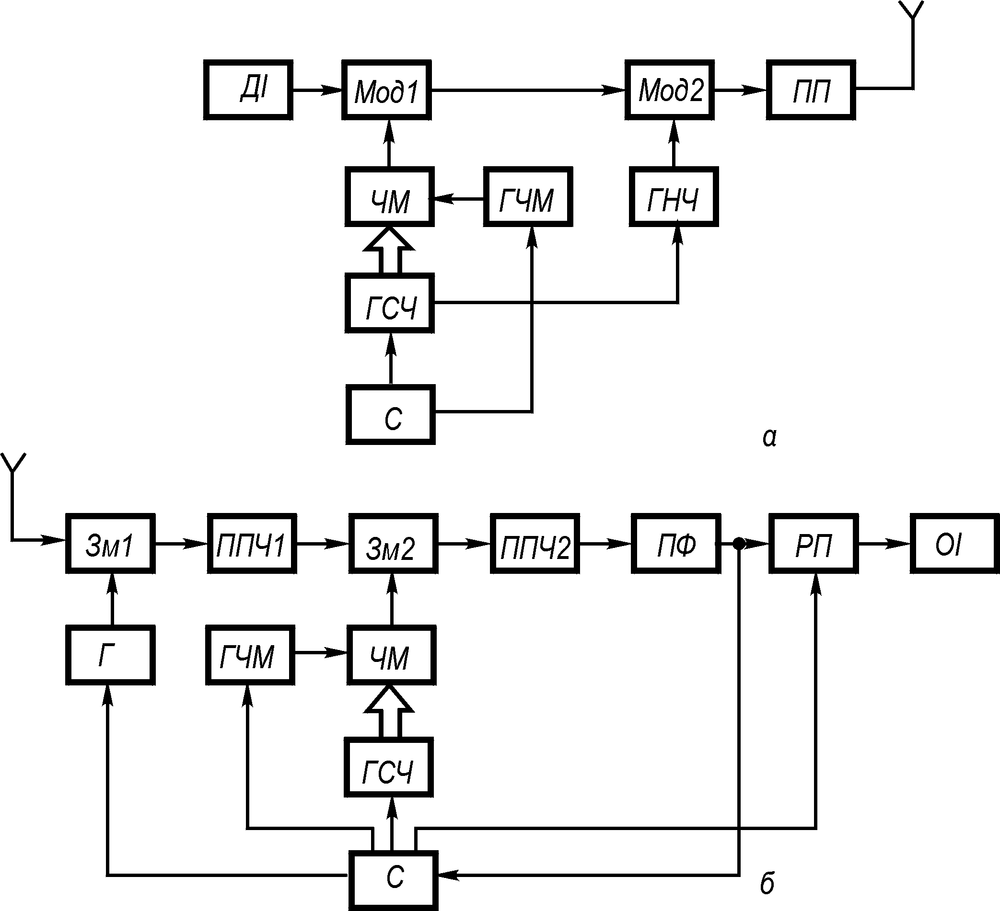 ДІ Мод1 Мод2 ПП
ЧМ ГЧМ ГНЧ
ГСЧ
С
а
Зм1 ППЧ1 Зм2 ППЧ2 ПФ РП ОІ
Г ГЧМ ЧМ
ГСЧ
С
б